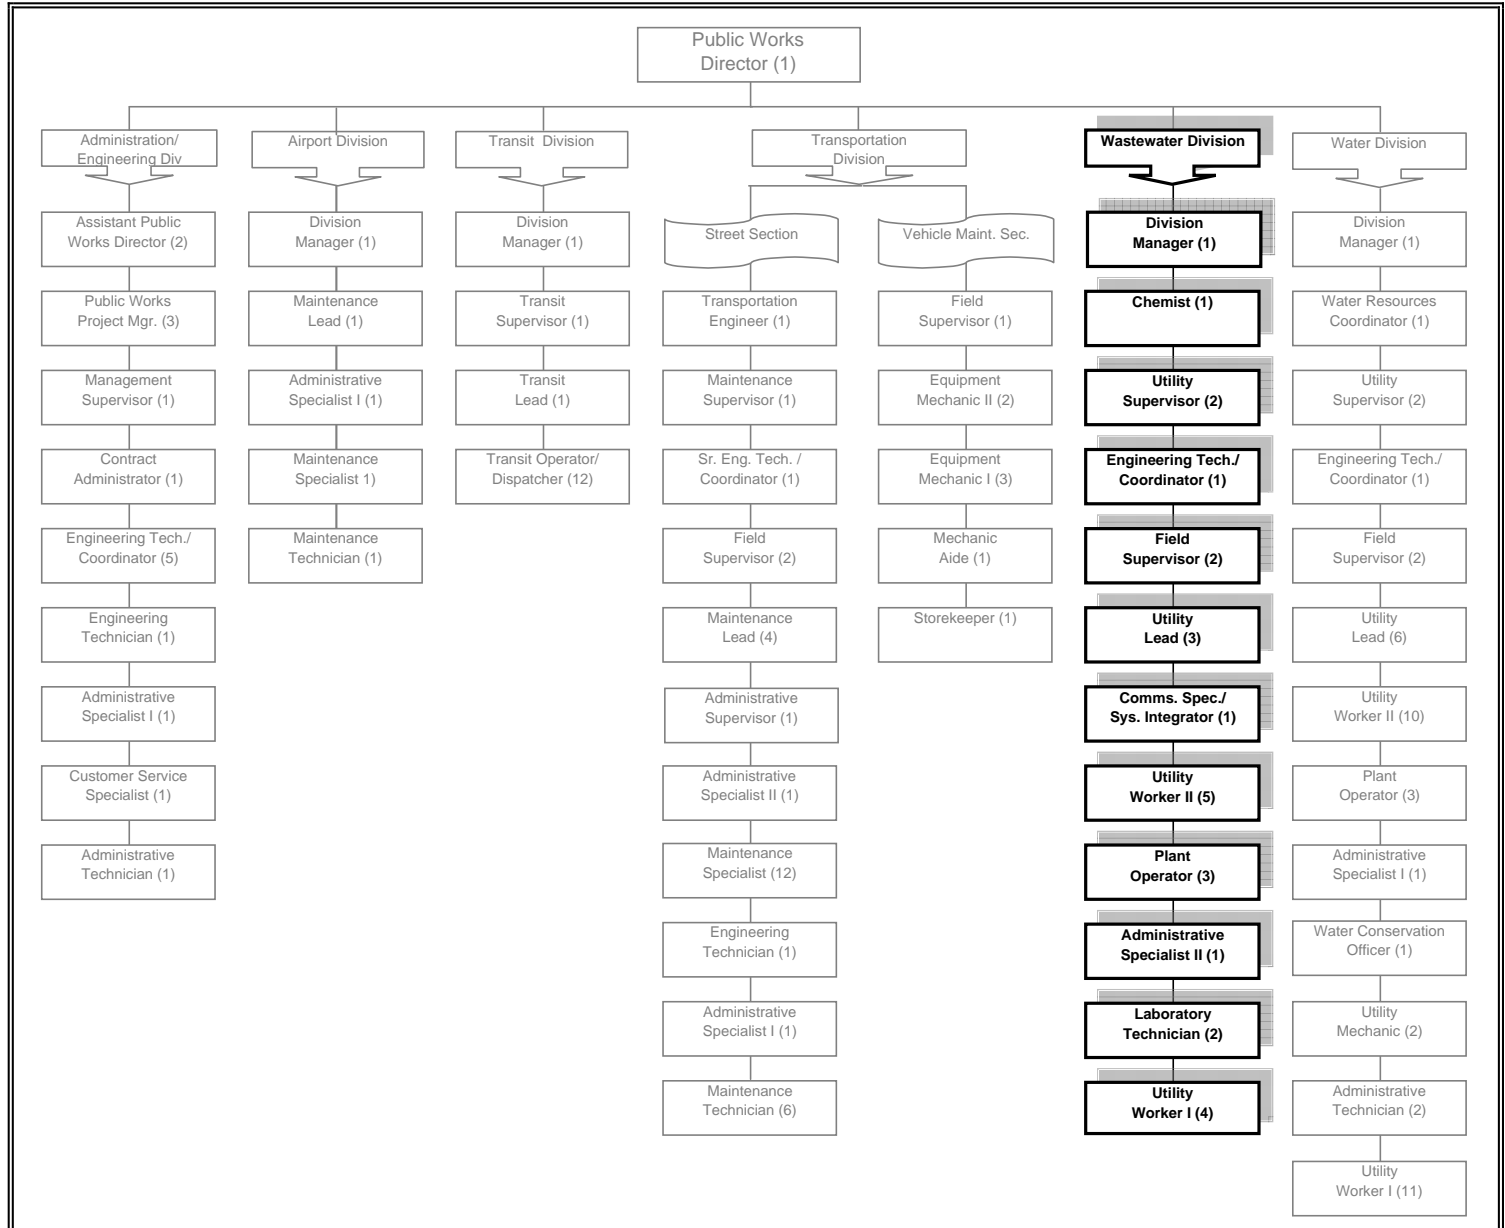 Public Works
Director (1)
Administration/
Engineering Div
Airport Division
Transit Division
Transportation
Division
Wastewater Division
Water Division
Assistant Public
Works Director (2)
Public Works
Project Mgr. (3)
Management
Supervisor (1)
Contract
Administrator (1)
Engineering Tech./
Coordinator (5)
Engineering
Technician (1)
Administrative
Specialist I (1)
Customer Service
Specialist (1)
Administrative
Technician (1)
Division
Manager (1)
Maintenance
Lead (1)
Administrative
Specialist I (1)
Maintenance
Specialist 1)
Maintenance
Technician (1)
Division
Manager (1)
Transit
Supervisor (1)
Transit
Lead (1)
Transit Operator/
Dispatcher (12)
Street Section
Transportation
Engineer (1)
Maintenance
Supervisor (1)
Sr. Eng. Tech. /
Coordinator (1)
Field
Supervisor (2)
Maintenance
Lead (4)
Administrative
Supervisor (1)
Administrative
Specialist II (1)
Maintenance
Specialist (12)
Engineering
Technician (1)
Administrative
Specialist I (1)
Maintenance
Technician (6)
Vehicle Maint. Sec.
Field
Supervisor (1)
Equipment
Mechanic II (2)
Equipment
Mechanic I (3)
Mechanic
Aide (1)
Storekeeper (1)
Division
Manager (1)
Chemist (1)
Utility
Supervisor (2)
Engineering Tech./
Coordinator (1)
Field
Supervisor (2)
Utility
Lead (3)
Comms. Spec./
Sys. Integrator (1)
Utility
Worker II (5)
Plant
Operator (3)
Administrative
Specialist II (1)
Laboratory
Technician (2)
Utility
Worker I (4)
Division
Manager (1)
Water Resources
Coordinator (1)
Utility
Supervisor (2)
Engineering Tech./
Coordinator (1)
Field
Supervisor (2)
Utility
Lead (6)
Utility
Worker II (10)
Plant
Operator (3)
Administrative
Specialist I (1)
Water Conservation
Officer (1)
Utility
Mechanic (2)
Administrative
Technician (2)
Utility
Worker I (11)